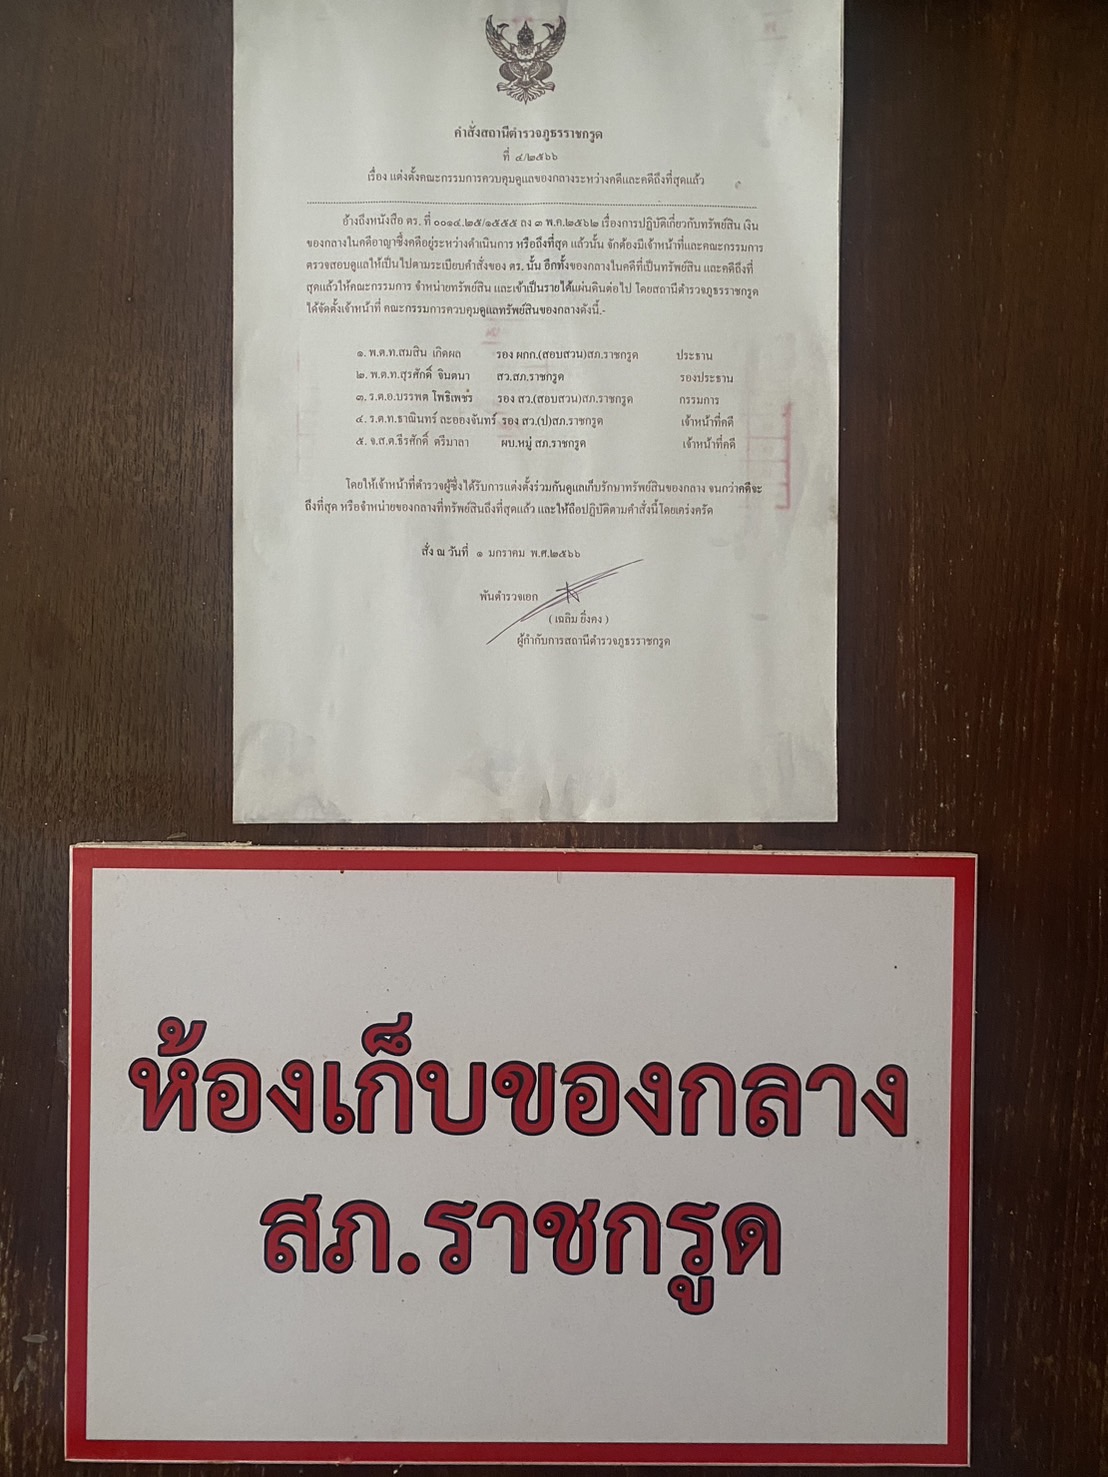 คำสั่งสถานีตำรวจภูธรราชกรูด
ที่ ๔/๒๕๖๖
เรื่อง แต่งตั้งคณะกรรมการควบคุมดูแลของกลางระหว่างคดีและคดีถึงที่สุดแล้ว
อ้างถึงหนังสือ ตร. ที่ ๐๐๑๔.๒๕/๑๕๕๕ ลง ๓ พ.ค.๒๕๖๒ เรื่องการปฏิบัติเกี่ยวกับทรัพย์สิน เงิน
ของกลางในคดีอาญาซึ่งคดีอยู่ระหว่างดำเนินการ หรือถึงที่สุด แล้วนั้น จักต้องมีเจ้าหน้าที่และคณะกรรมการ
ตรวจสอบดูแลให้เป็นไปตามระเบียบคำสั่งของ ตร. นั้น อีกทั้งของกลางในคดีที่เป็นทรัพย์สิน และคดีถึงที่
สุดแล้วให้คณะกรรมการ จำหน่ายทรัพย์สิน และเข้าเป็นรายได้แผ่นดินต่อไป โดยสถานีตำรวจภูธรราชกรูด
ได้จัดตั้งเจ้าหน้าที่ คณะกรรมการควบคุมดูแลทรัพย์สินของกลางดังนี้.-
๑. พ.ต.ท.สมสิน เกิดผล รอง ผกก.(สอบสวน)สภ.ราชกรูด ประธาน
๒. พ.ต.ท.สุรศักดิ์ จินตนา สว.สภ.ราชกรูด รองประธาน
๓. ร.ต.อ.บรรพต โพธิเพชร รอง สว.(สอบสวน)สภ.ราชกรูด กรรมการ
๔. ร.ต.ท.ธานินทร์ ละอองจันทร์ รอง สว.(ป)สภ.ราชกรูด เจ้าหน้าที่คดี
๕. จ.ส.ต.ธีรศักดิ์ ตรีมาลา ผบ.หมู่ สภ.ราชกรูด เจ้าหน้าที่คดี
โดยให้เจ้าหน้าที่ตำรวจผู้ซึ่งได้รับการแต่งตั้งร่วมกันดูแลเก็บรักษาทรัพย์สินของกลาง จนกว่าคดีจะ
ถึงที่สุด หรือจำหน่ายของกลางที่ทรัพย์สินถึงที่สุดแล้ว และให้ถือปฏิบัติตามคำสั่งนี้โดยเคร่งครัด
สั่ง ณ วันที่ ๑ มกราคม พ.ศ.๒๕๖๖
พันตำรวจเอก
( เฉลิม ยิ่งคง )
ผู้กำกับการสถานีตำรวจภูธรราชกรูด
ห้องเก็บของกลาง
สภ.ราชกรูด